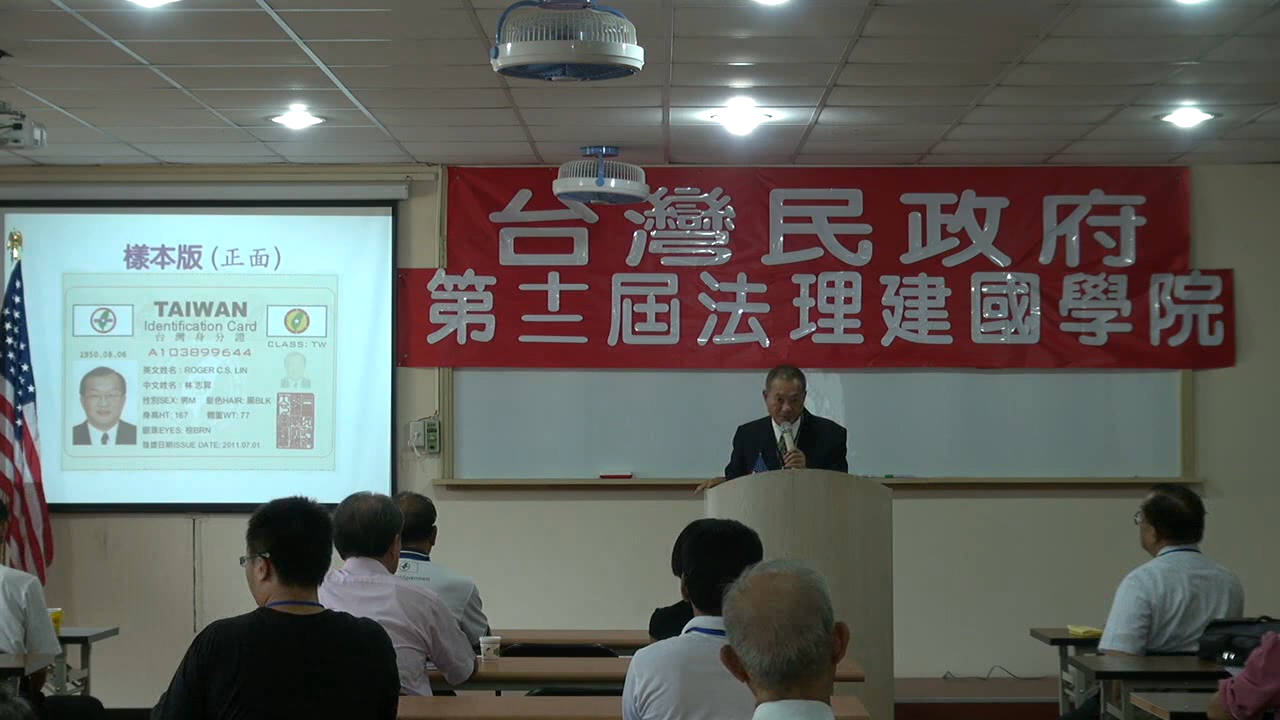 台灣民政府
第十二屆法理建國學院
樣本版(正面)
TAIWAN
Identification Card
台灣身分證
CLASS: TW
1950.08.06
A103899644
英文姓名: ROGER C.S. LIN
中文姓名: 林志昇
性別SEX: 男M 髮色HAIR: 黑BLK
身高HT: 167 體重WT: 77
眼珠EYES: 棕BRN
發證日期ISSUE DATE: 2011.07.01